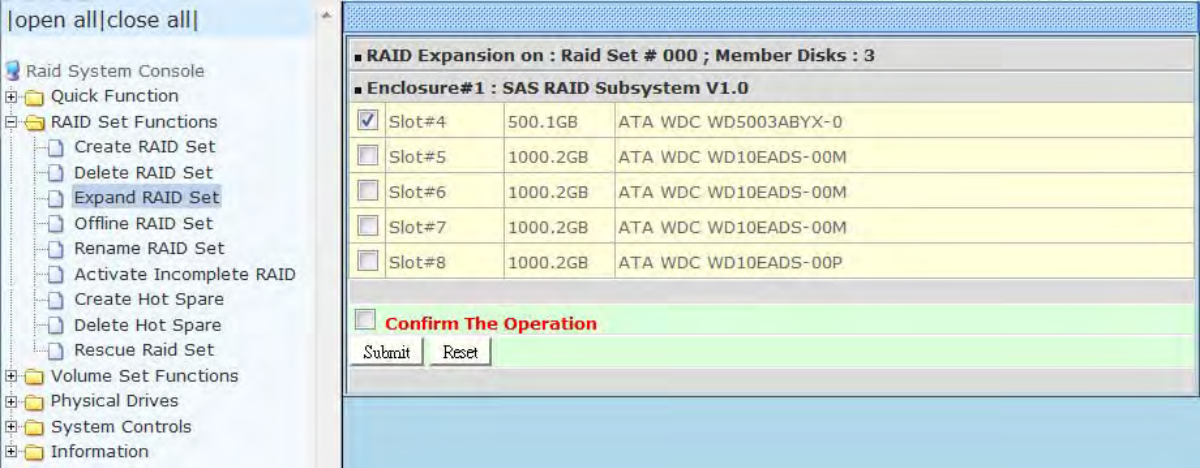 |open all|close all|
Raid System Console
Quick Function
RAID Set Functions
Create RAID Set
Delete RAID Set
Expand RAID Set
Offline RAID Set
Rename RAID Set
Activate Incomplete RAID
Create Hot Spare
Delete Hot Spare
Rescue Raid Set
Volume Set Functions
Physical Drives
System Controls
Information
RAID Expansion on : Raid Set # 000 ; Member Disks : 3
Enclosure#1 : SAS RAID Subsystem V1.0
Slot#4 500.1GB ATA WDC WD5003ABYX-0
Slot#5 1000.2GB ATA WDC WD10EADS-00M
Slot#6 1000.2GB ATA WDC WD10EADS-00M
Slot#7 1000.2GB ATA WDC WD10EADS-00M
Slot#8 1000.2GB ATA WDC WD10EADS-00P
Confirm The Operation
Submit Reset